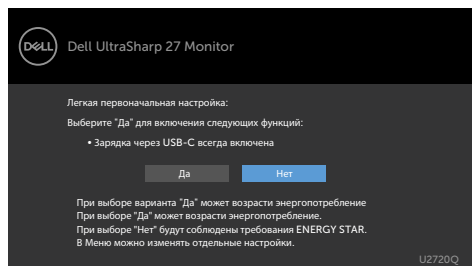 DELL
Dell UltraSharp 27 Monitor
Легкая первоначальная настройка:
Выберите "Да" для включения следующих функций:
• Зарядка через USB-C всегда включена
Да
Нет
При выборе варианта "Да" может возрасти энергопотребление
При выборе "Да" может возрасти энергопотребление.
При выборе "Нет" будут соблюдены требования ENERGY STAR.
В Меню можно изменять отдельные настройки.
U2720Q